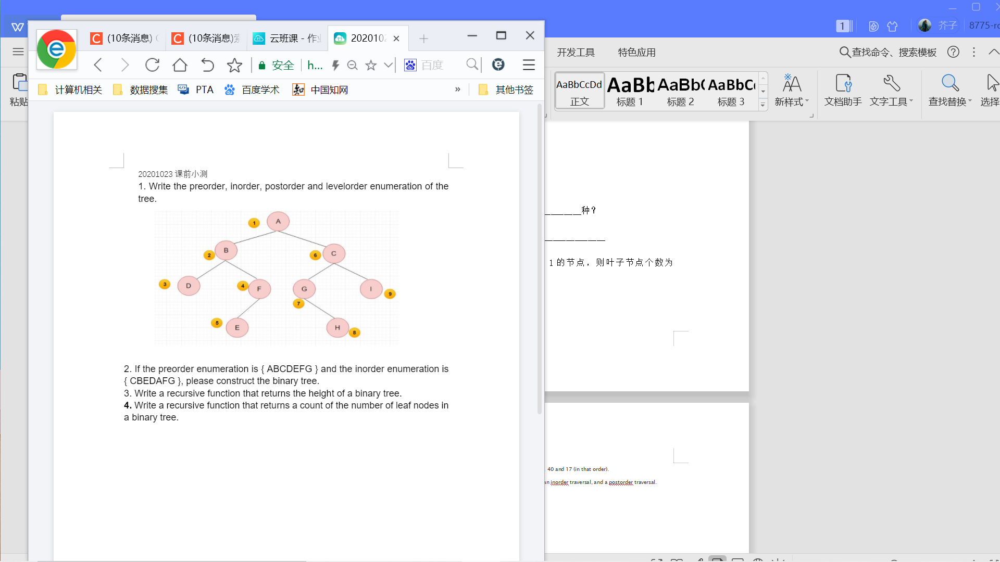 1
芥子
8775-r
(10条消息)
(10条消息)
云班课 - 作
202010
开发工具
特色应用
查找命令、搜索模板
安全
h...
百度
计算机相关
数据搜集
PTA
百度学术
中国知网
»
其他书签
粘贴
AaBbCcDd
正文
AaBb
标题 1
AaBb
标题 2
AaBbC
标题 3
新样式
文档助手
文字工具
查找替换
选择
20201023 课前小测
1. Write the preorder, inorder, postorder and levelorder enumeration of the
tree.
1
A
B
2
6
C
3
D
4
F
G
I
9
7
5
E
H
8
2. If the preorder enumeration is { ABCDEFG } and the inorder enumeration is
{ CBEDAFG }, please construct the binary tree.
3. Write a recursive function that returns the height of a binary tree.
4. Write a recursive function that returns a count of the number of leaf nodes in
a binary tree.
________种?
1的节点，则叶子节点个数为
40 and 17 (in that order).
an inorder traversal, and a postorder traversal.